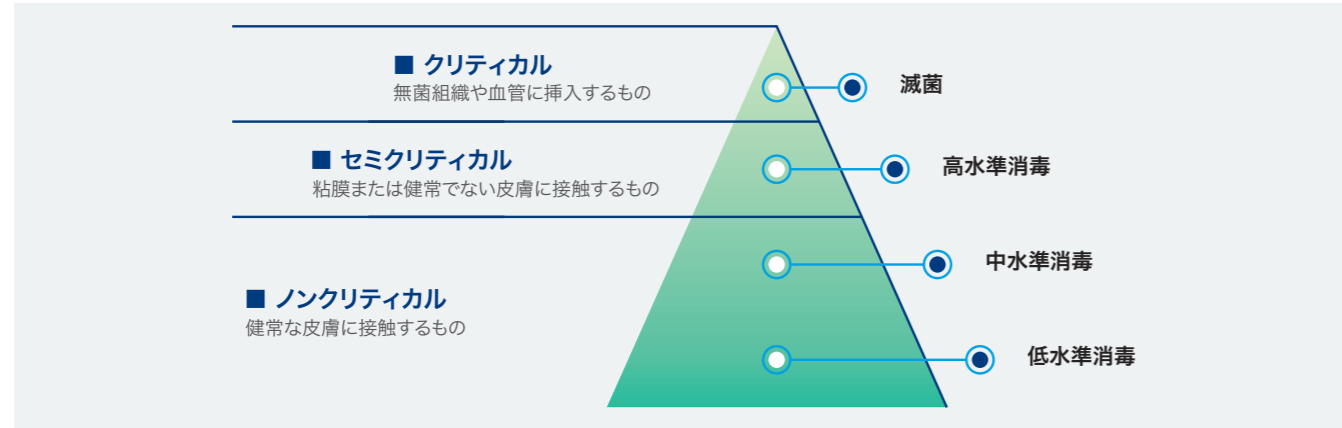 ■ クリティカル
無菌組織や血管に挿入するもの
滅菌
■ セミクリティカル
粘膜または健常でない皮膚に接触するもの
高水準消毒
中水準消毒
■ ノンクリティカル
健常な皮膚に接触するもの
低水準消毒